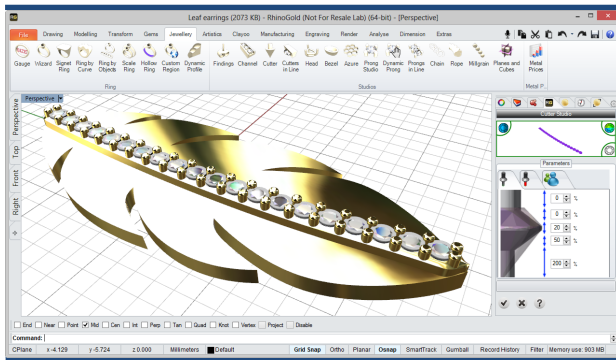 Leaf earrings (2073 KB) - RhinoGold (Not For Resale Lab) (64-bit) - [Perspective]
File Drawing Modelling Transform Gems Jewellery Artistics Clayoo Manufacturing Engraving Render Analyse Dimension Extras
Gauge Wizard Signet Ring Ring by Curve Ring by Objects Scale Ring Hollow Ring Custom Region Dynamic Profile Findings Channel Cutter Cutters in Line Head Bezel Azure Prong Studio Dynamic Prong Prongs in Line Chain Rope Millgrain Planes and Cubes Metal Prices
Ring Studios Metal P...
Perspective
Perspective
Top
Front
Right
Cutter Studio
Parameters
0 %
0 %
20 %
50 %
200 %
End Near Point Mid Cen Int Perp Tan Quad Knot Vertex Project Disable
Command:
CPlane x -4.129 y -5.724 z 0.000 Millimeters Default Grid Snap Ortho Planar Osnap SmartTrack Gumball Record History Filter Memory use: 903 MB